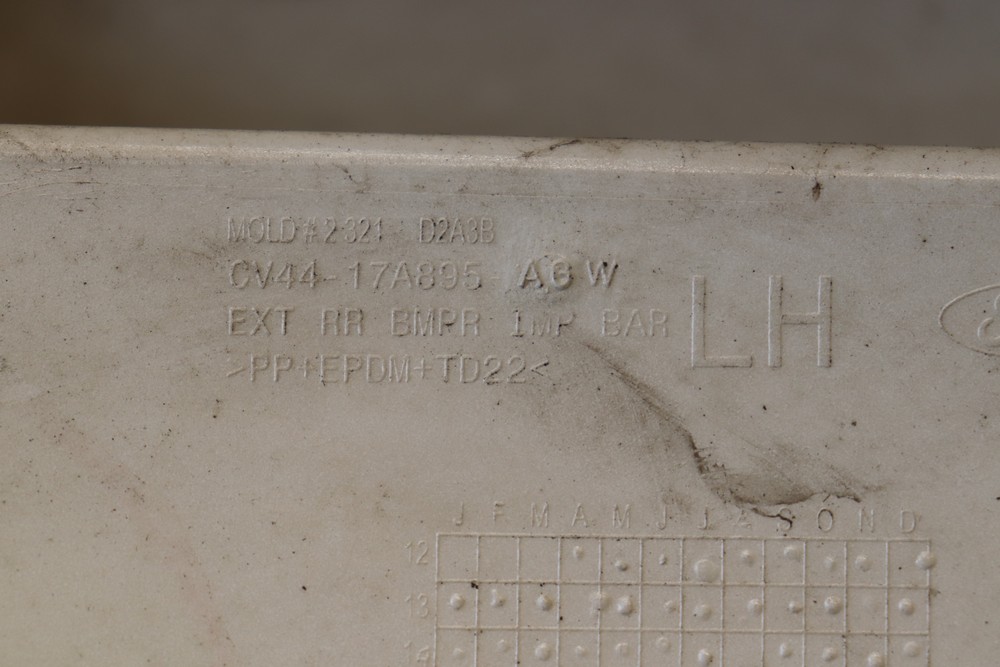 MOLD # 2321 D2A3B
CV44-17A895-AGW
EXT RR BMPR IMP BAR
>PP+EPDM+TD22<
LH
J F M A M J J A S O N D
12
13